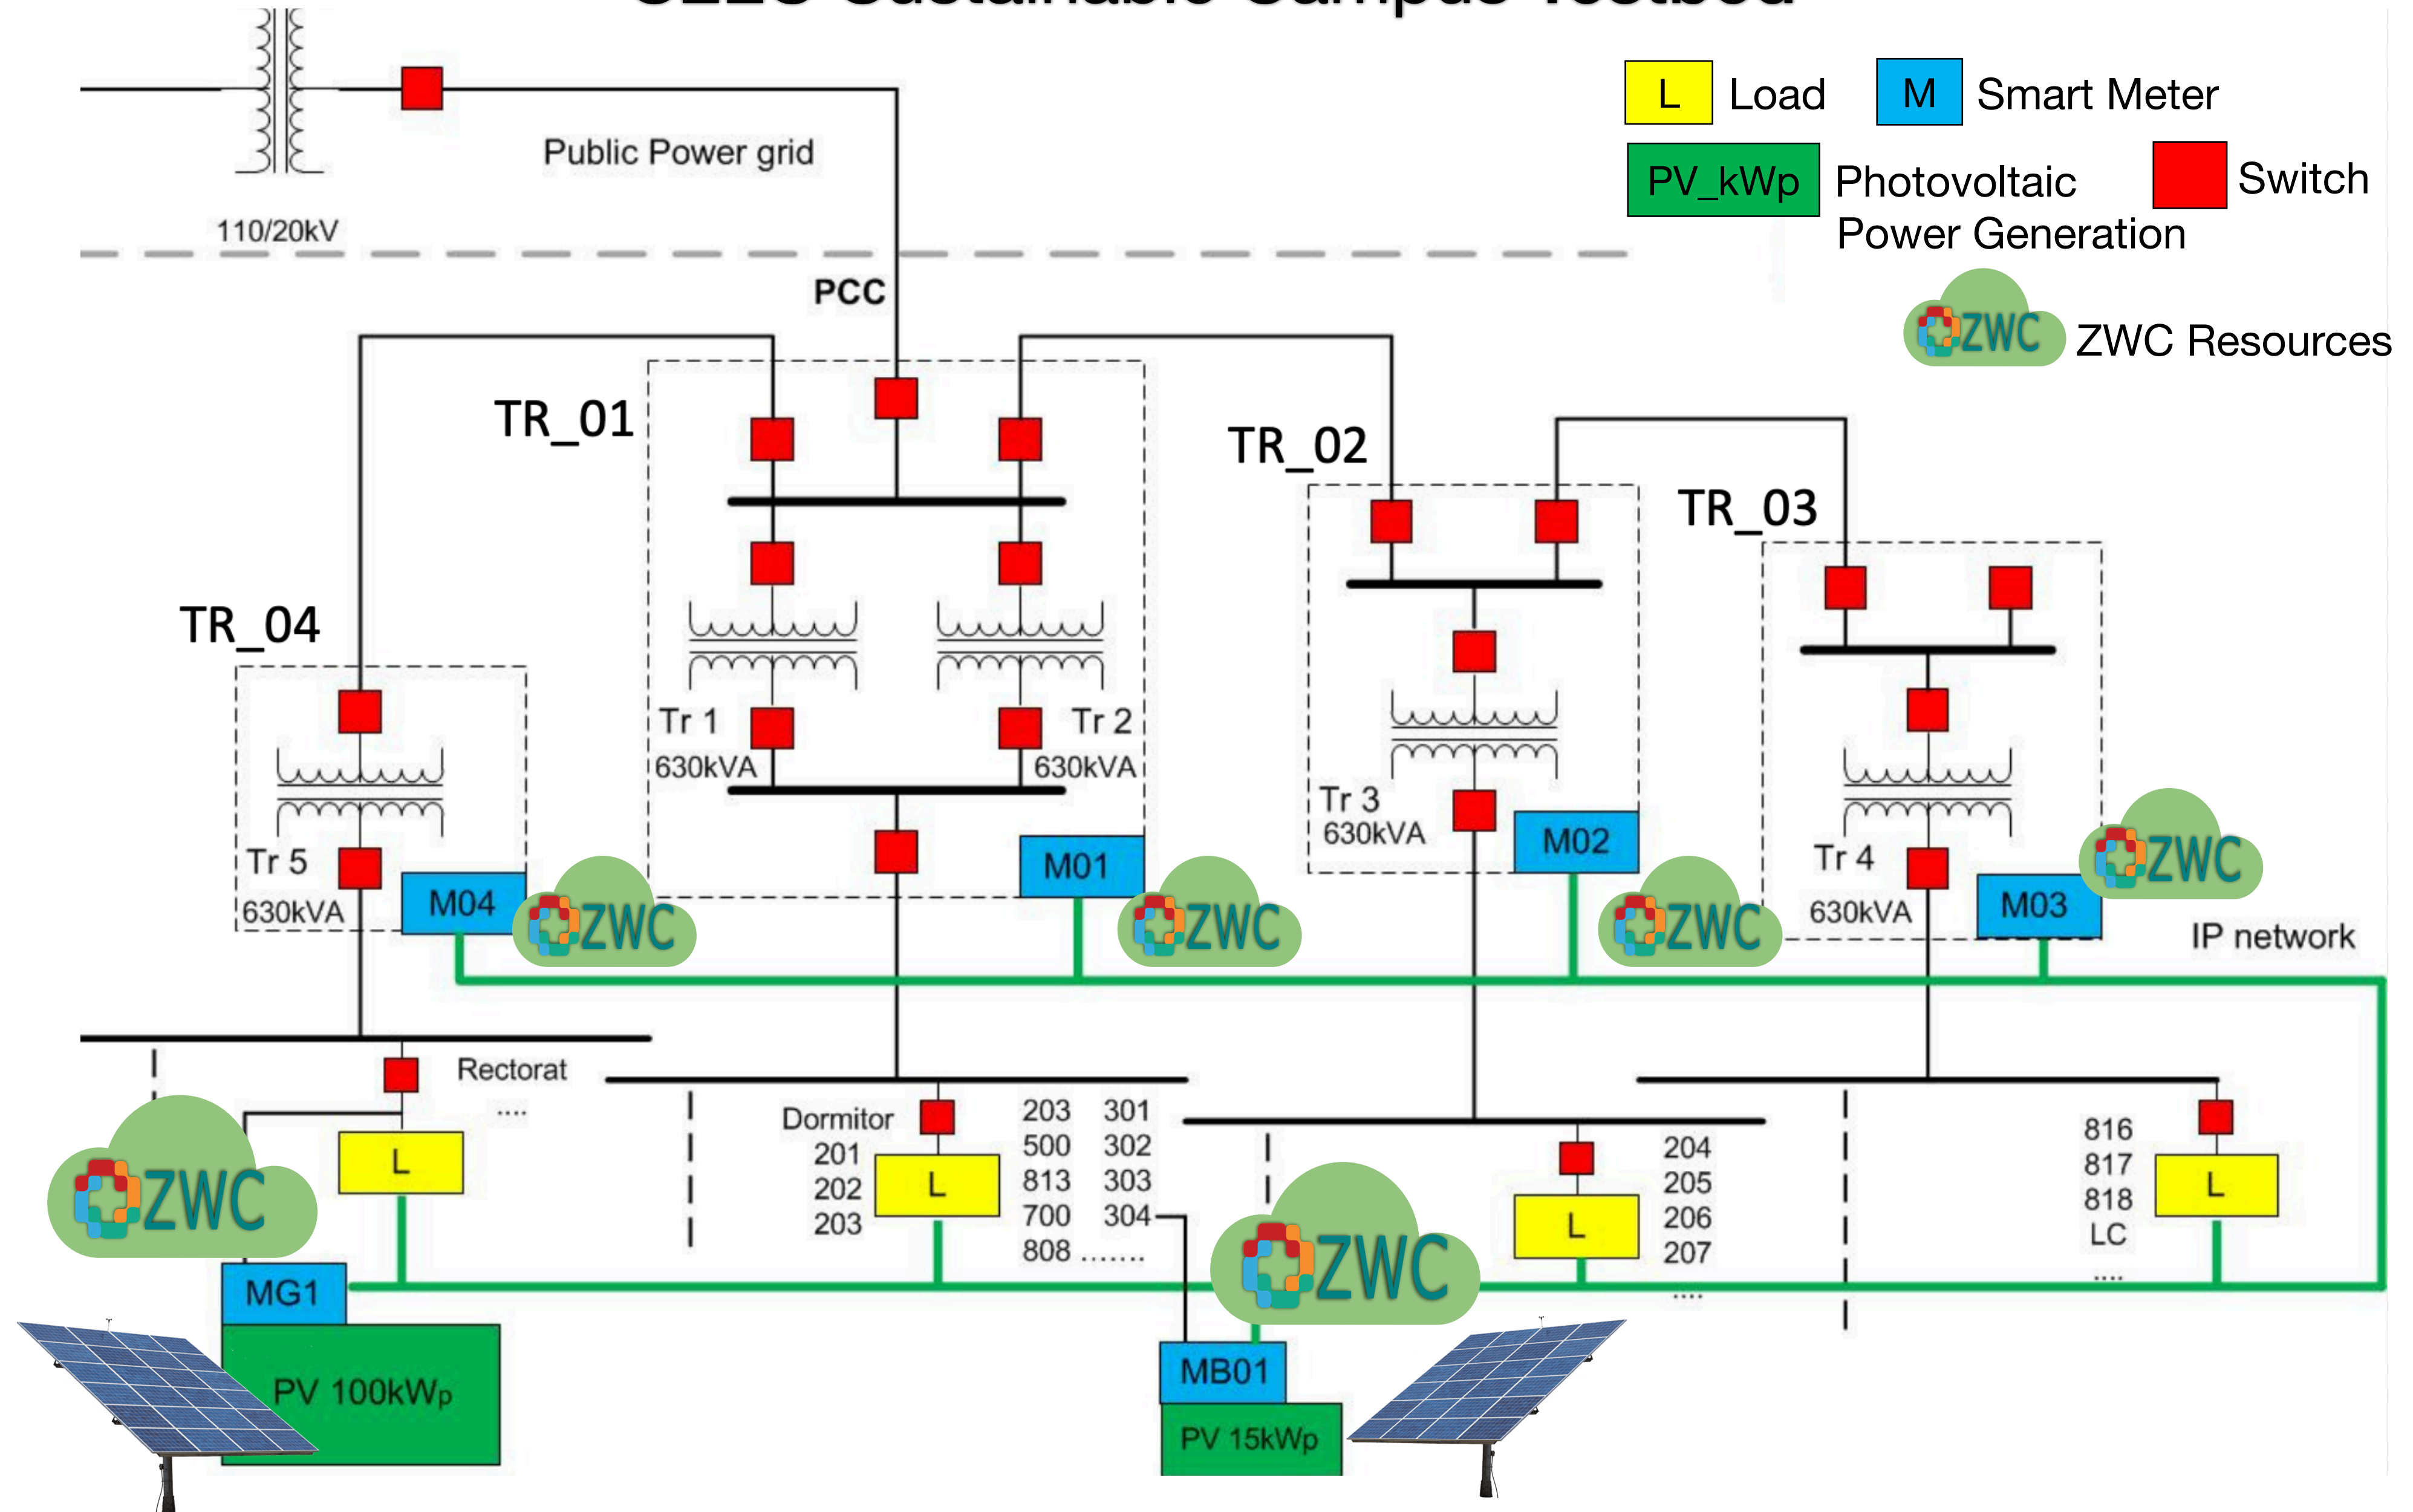 Sustainable Campus Testbed
L Load
M Smart Meter
PV_kWp Photovoltaic
Power Generation
Switch
ZWC ZWC Resources
Public Power grid
110/20kV
PCC
TR_01
TR_02
TR_03
TR_04
Tr 1
630kVA
Tr 2
630kVA
Tr 3
630kVA
Tr 4
630kVA
Tr 5
630kVA
M04
ZWC
M01
ZWC
M02
ZWC
M03
ZWC
IP network
Rectorat
....
L
ZWC
Dormitor
201
202
203
L
203 301
500 302
813 303
700 304
808 .......
ZWC
L
204
205
206
207
....
816
817
818
LC
....
L
MG1
PV 100kWp
MB01
PV 15kWp